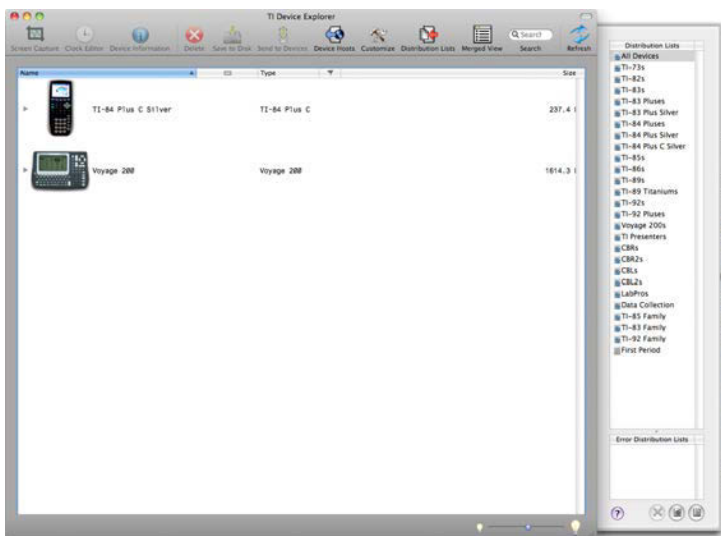 TI Device Explorer
Screen Capture Clock Editor Device Information Delete Save to Disk Send to Devices Device Hosts Customize Distribution Lists Merged View Search Refresh
Search
Name Type Size
TI-84 Plus C Silver TI-84 Plus C 237.4
Voyage 200 Voyage 200 1614.3
Distribution Lists
All Devices
TI-73s
TI-82s
TI-83s
TI-83 Pluses
TI-83 Plus Silver
TI-84 Pluses
TI-84 Plus Silver
TI-84 Plus C Silver
TI-85s
TI-86s
TI-89s
TI-89 Titaniums
TI-92s
TI-92 Pluses
Voyage 200s
TI Presenters
CBRs
CBR2s
CBLs
CBL2s
LabPros
Data Collection
TI-85 Family
TI-83 Family
TI-92 Family
First Period
Error Distribution Lists
?